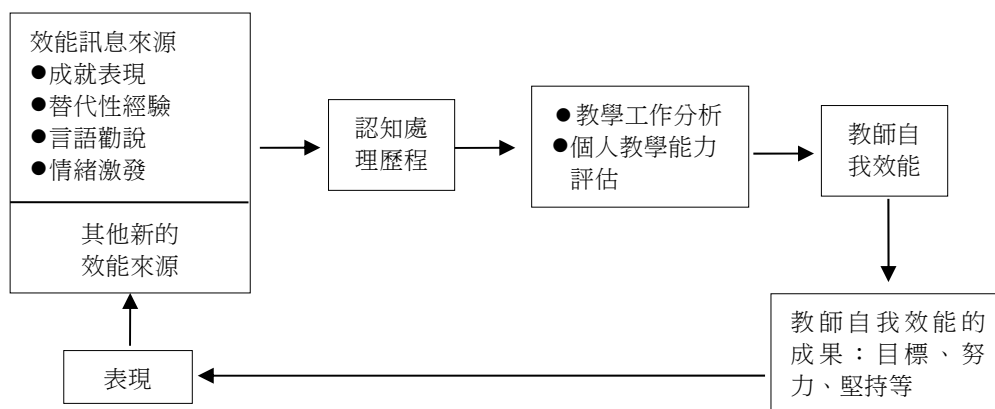 效能訊息來源
●成就表現
●替代性經驗
●言語勸說
●情緒激發
其他新的
效能來源
認知處
理歷程
●教學工作分析
●個人教學能力
評估
教師自
我效能
教師自我效能的
成果：目標、努
力、堅持等
表現